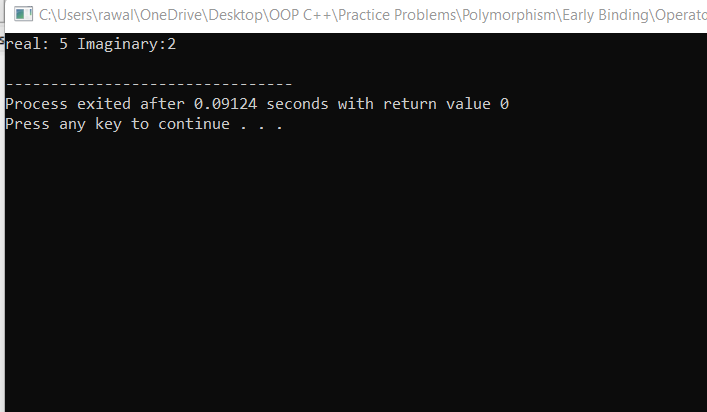 C:\Users\rawal\OneDrive\Desktop\OOP C++\Practice Problems\Polymorphism\Early Binding\Operato
real: 5 Imaginary:2
--------------------------------
Process exited after 0.09124 seconds with return value 0
Press any key to continue . . .